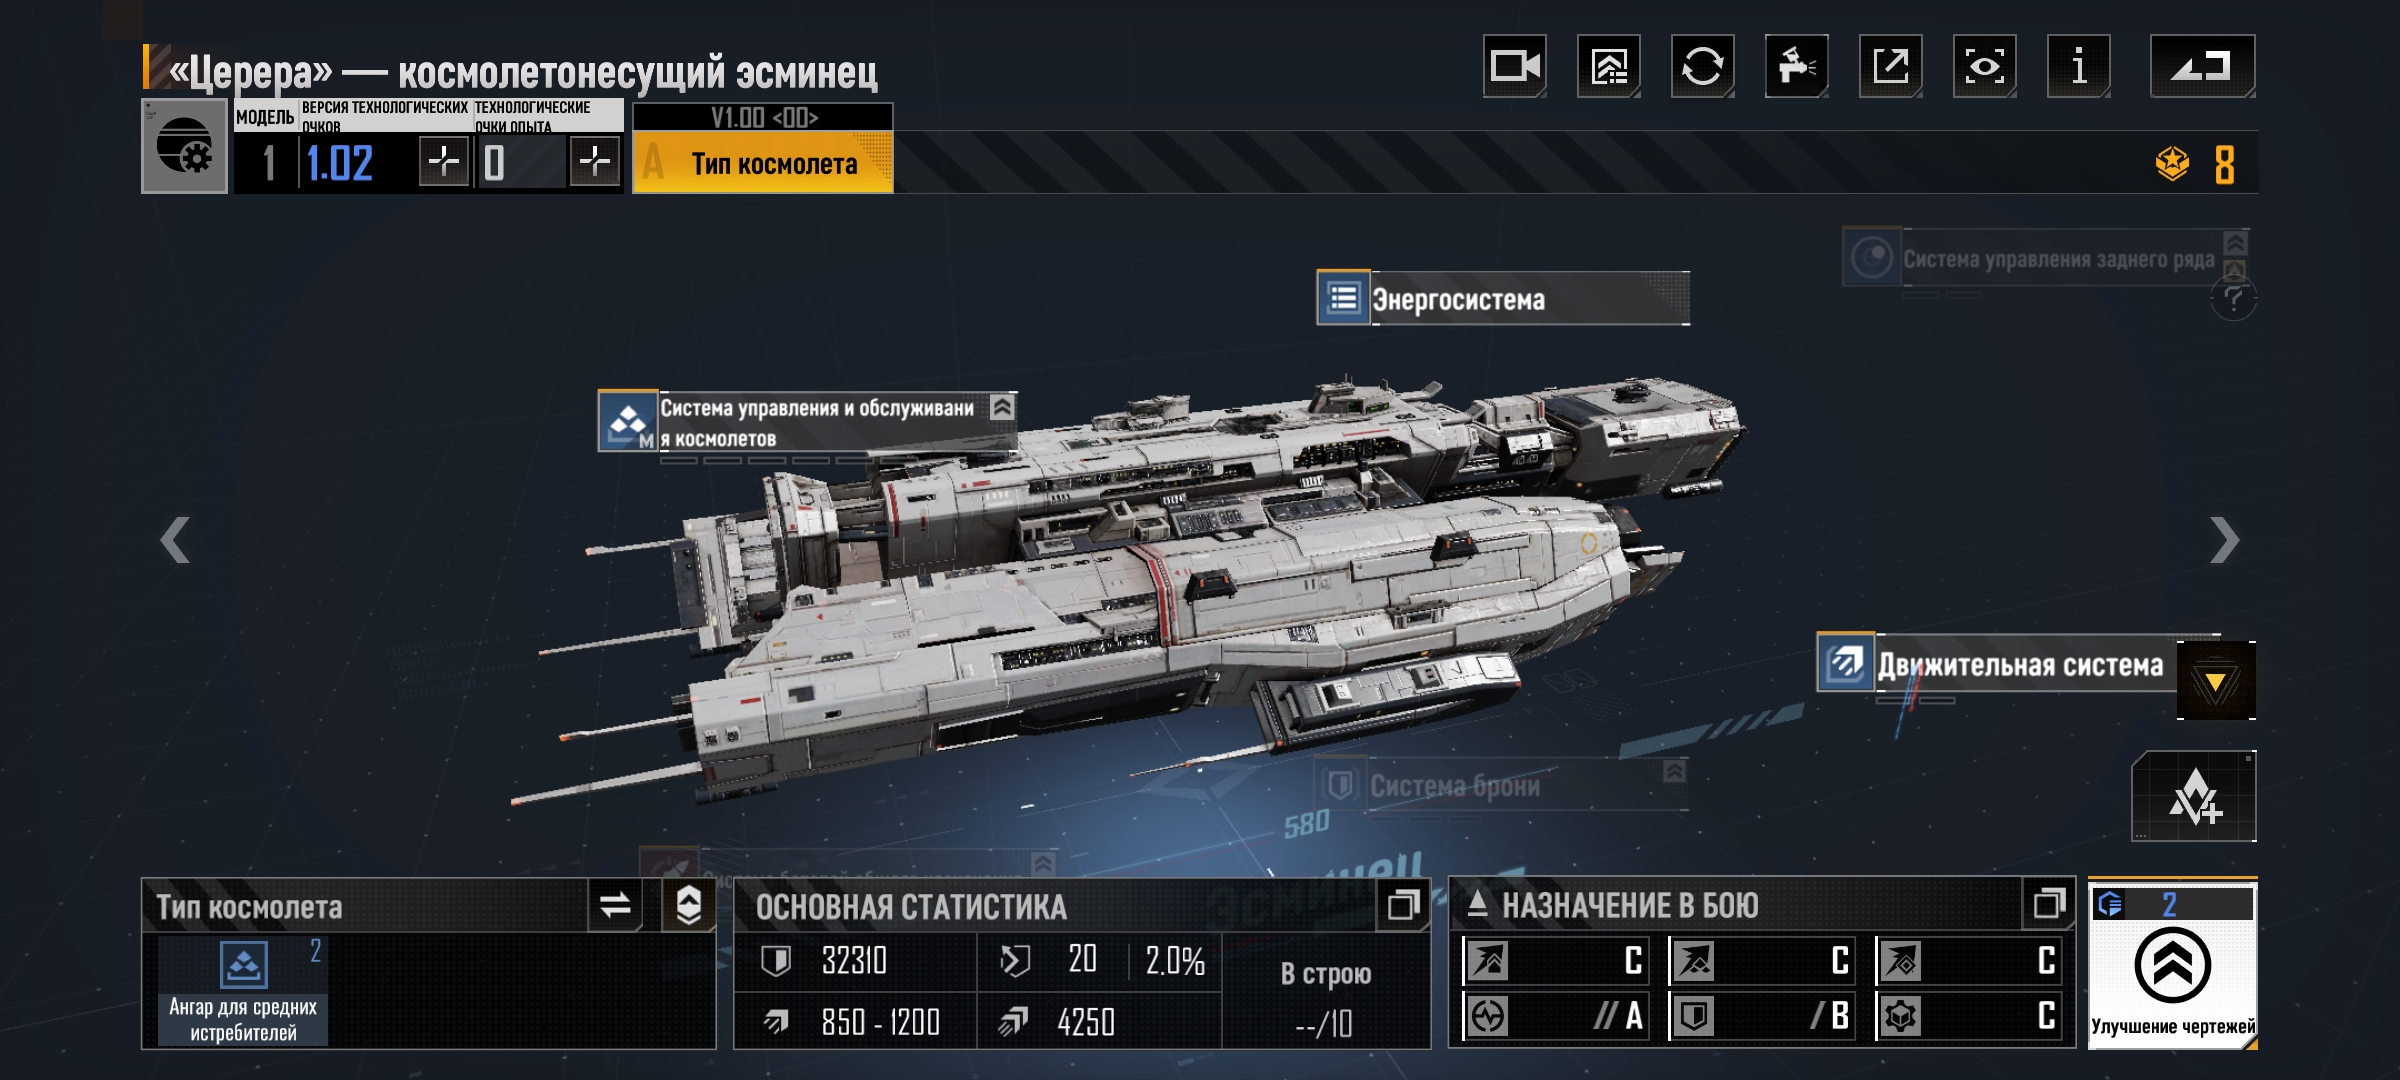 «Церера» — космолетонесущий эсминец
МОДЕЛЬ
ВЕРСИЯ ТЕХНОЛОГИЧЕСКИХ
ОЧКОВ
ТЕХНОЛОГИЧЕСКИЕ
ОЧКИ ОПЫТА
1
1.02
0
V1.00 <00>
A
Тип космолета
8
Система управления заднего ряда
Энергосистема
Система управления и обслуживани
я космолетов
M
Движительная система
Система брони
580
Эсминец
Тип космолета
2
Ангар для средних
истребителей
ОСНОВНАЯ СТАТИСТИКА
32310
20
2.0%
850 - 1200
4250
В строю
--/10
НАЗНАЧЕНИЕ В БОЮ
C
C
C
// A
/ B
C
2
Улучшение чертежей